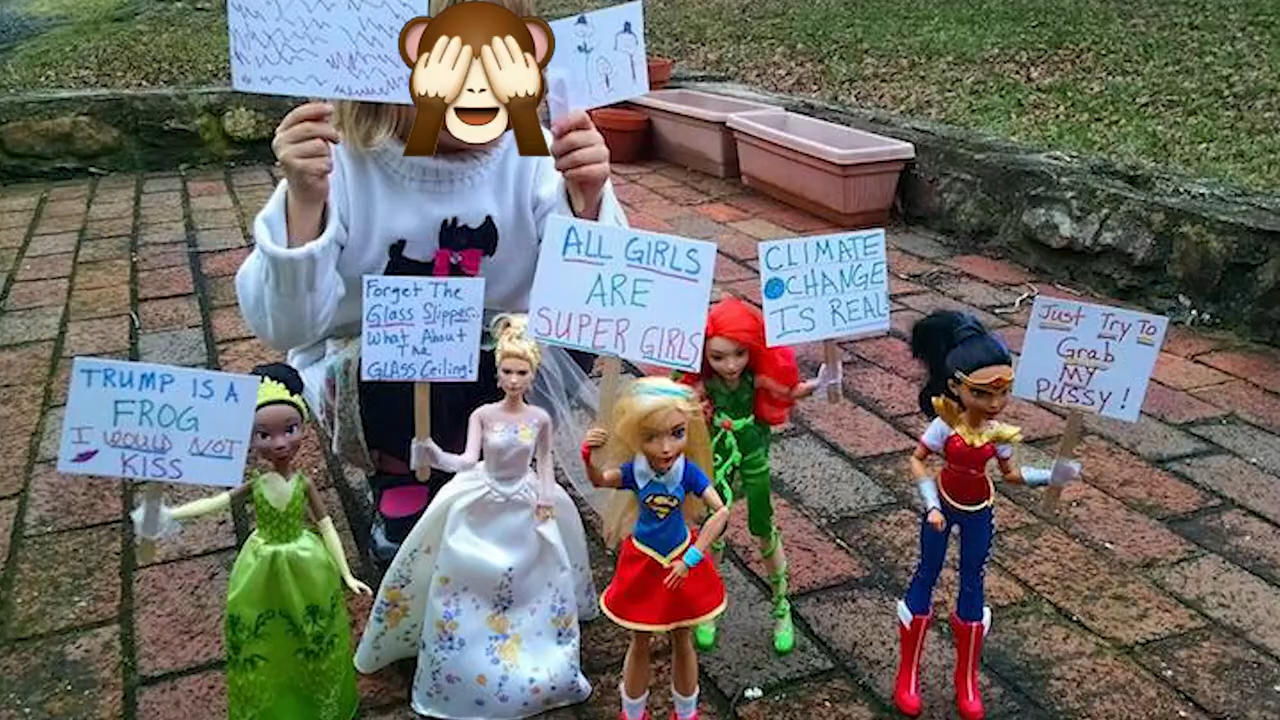 TRUMP IS A
FROG
I WOULD NOT
KISS
Forget The
Glass Slipper..
What About
The
GLASS Ceiling!
ALL GIRLS
ARE
SUPER GIRLS
CLIMATE
CHANGE
IS REAL
Just Try To
Grab
MY
PUSSY!